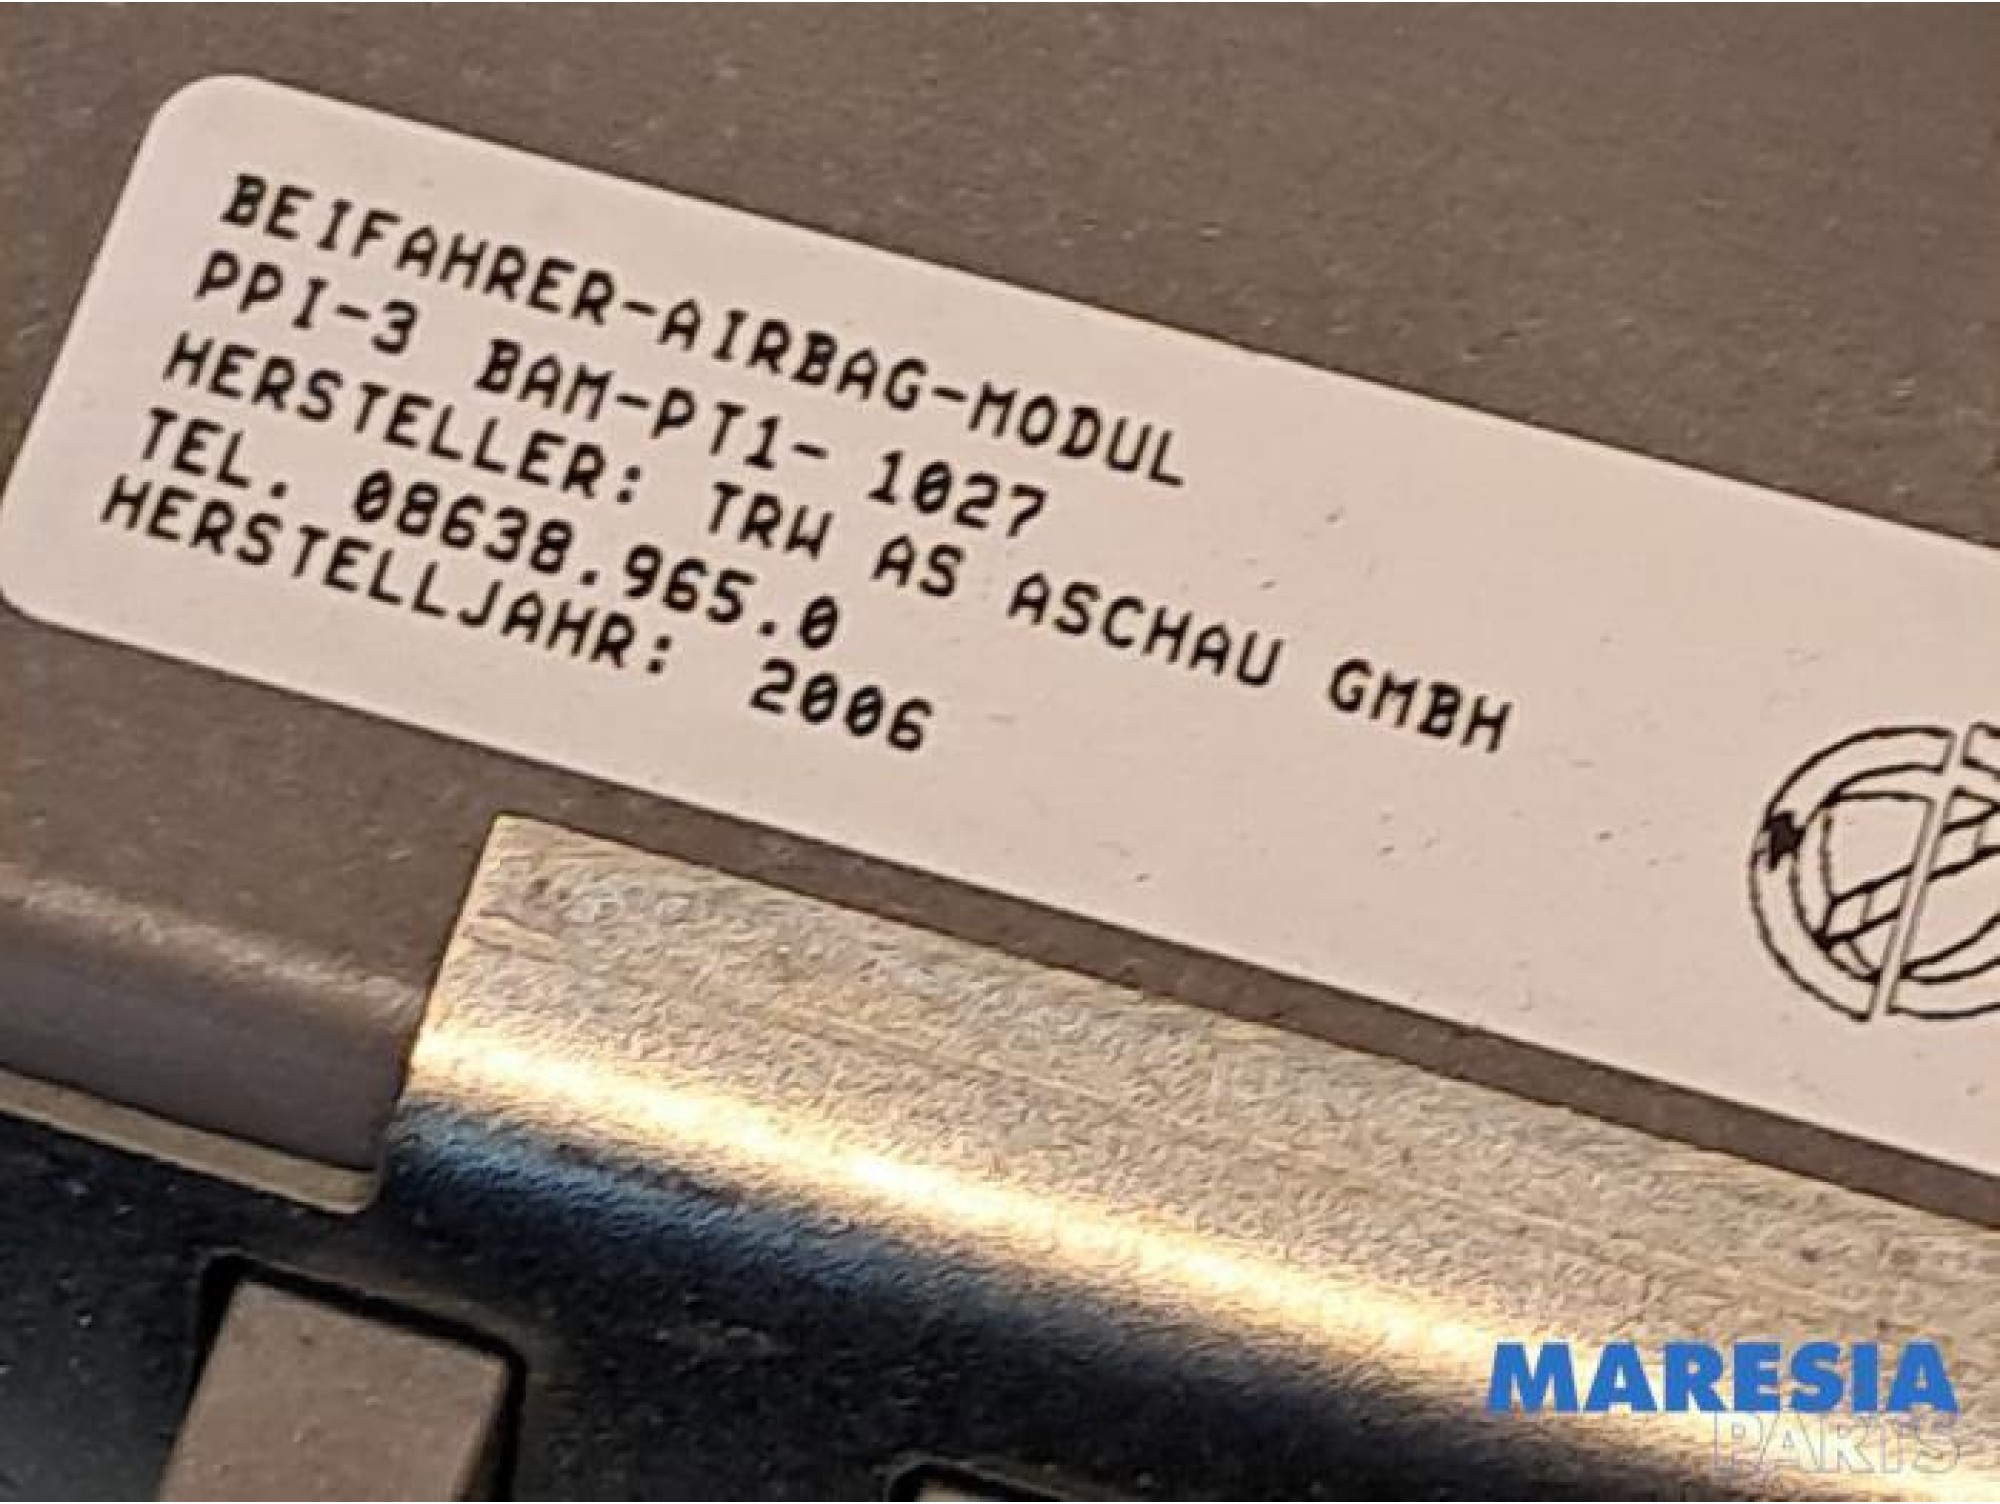 BEIFAHRER-AIRBAG-MODUL
PPI-3 BAM-PT1- 1027
HERSTELLER: TRW AS ASCHAU GMBH
TEL. 08638.965.0
HERSTELLJAHR: 2006
MARESIA
PARTS